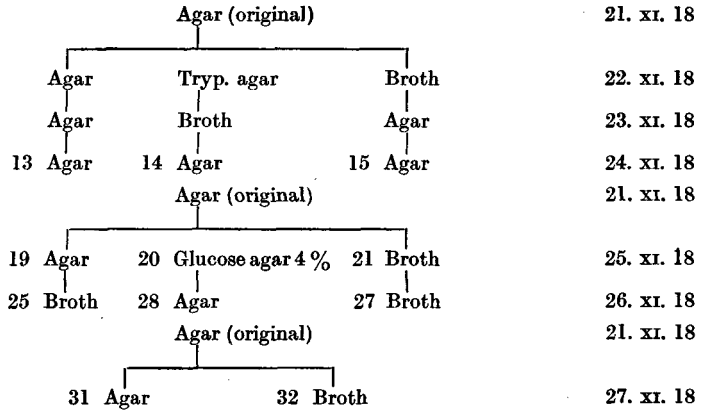 Agar (original) 21. XI. 18
Agar Tryp. agar Broth 22. XI. 18
Agar Broth Agar 23. XI. 18
13 Agar 14 Agar 15 Agar 24. XI. 18
Agar (original) 21. XI. 18
19 Agar 20 Glucose agar 4 % 21 Broth 25. XI. 18
25 Broth 28 Agar 27 Broth 26. XI. 18
Agar (original) 21. XI. 18
31 Agar 32 Broth 27. XI. 18